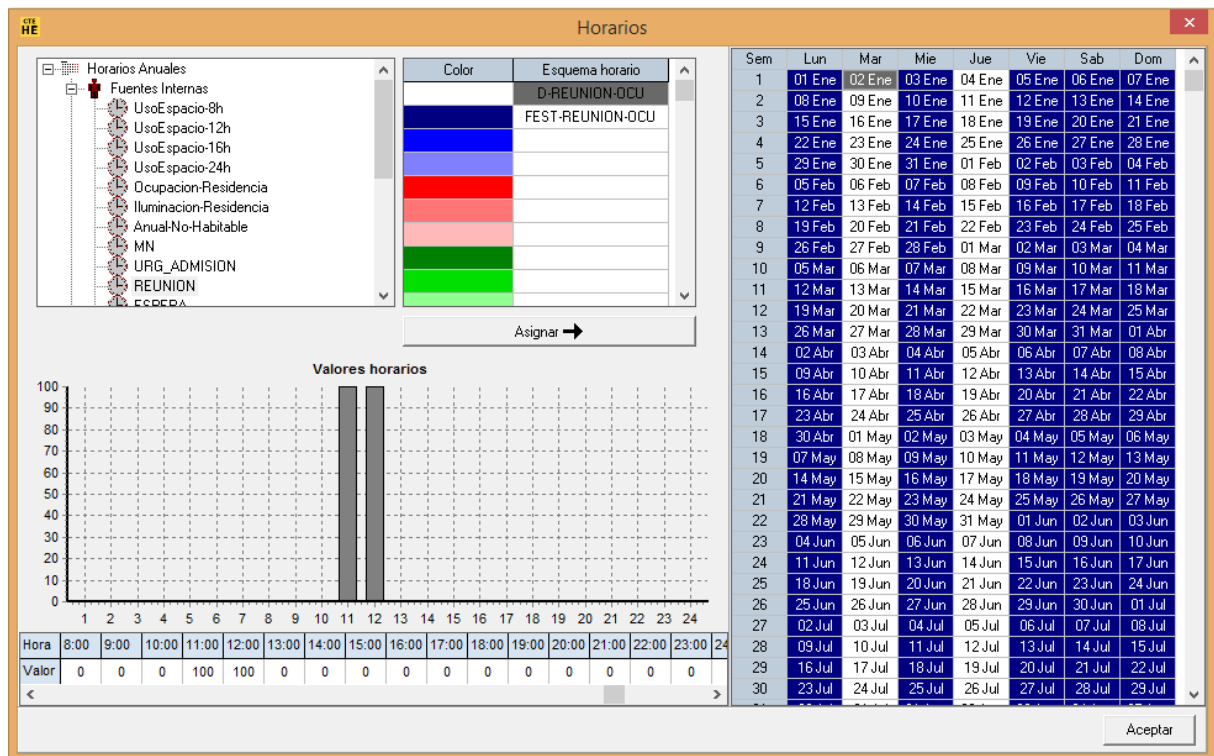 CTE
HE
Horarios
Horarios Anuales
Fuentes Internas
UsoEspacio-8h
UsoEspacio-12h
UsoEspacio-16h
UsoEspacio-24h
Ocupacion-Residencia
Iluminacion-Residencia
Anual-No-Habitable
MN
URG_ADMISION
REUNION
ESPERA
Color Esquema horario
D-REUNION-OCU
FEST-REUNION-OCU
Asignar
Valores horarios
100
90
80
70
60
50
40
30
20
10
0
1 2 3 4 5 6 7 8 9 10 11 12 13 14 15 16 17 18 19 20 21 22 23 24
Hora 8:00 9:00 10:00 11:00 12:00 13:00 14:00 15:00 16:00 17:00 18:00 19:00 20:00 21:00 22:00 23:00 24
Valor 0 0 0 100 100 0 0 0 0 0 0 0 0 0 0 0
Sem Lun Mar Mie Jue Vie Sab Dom
1 01 Ene 02 Ene 03 Ene 04 Ene 05 Ene 06 Ene 07 Ene
2 08 Ene 09 Ene 10 Ene 11 Ene 12 Ene 13 Ene 14 Ene
3 15 Ene 16 Ene 17 Ene 18 Ene 19 Ene 20 Ene 21 Ene
4 22 Ene 23 Ene 24 Ene 25 Ene 26 Ene 27 Ene 28 Ene
5 29 Ene 30 Ene 31 Ene 01 Feb 02 Feb 03 Feb 04 Feb
6 05 Feb 06 Feb 07 Feb 08 Feb 09 Feb 10 Feb 11 Feb
7 12 Feb 13 Feb 14 Feb 15 Feb 16 Feb 17 Feb 18 Feb
8 19 Feb 20 Feb 21 Feb 22 Feb 23 Feb 24 Feb 25 Feb
9 26 Feb 27 Feb 28 Feb 01 Mar 02 Mar 03 Mar 04 Mar
10 05 Mar 06 Mar 07 Mar 08 Mar 09 Mar 10 Mar 11 Mar
11 12 Mar 13 Mar 14 Mar 15 Mar 16 Mar 17 Mar 18 Mar
12 19 Mar 20 Mar 21 Mar 22 Mar 23 Mar 24 Mar 25 Mar
13 26 Mar 27 Mar 28 Mar 29 Mar 30 Mar 31 Mar 01 Abr
14 02 Abr 03 Abr 04 Abr 05 Abr 06 Abr 07 Abr 08 Abr
15 09 Abr 10 Abr 11 Abr 12 Abr 13 Abr 14 Abr 15 Abr
16 16 Abr 17 Abr 18 Abr 19 Abr 20 Abr 21 Abr 22 Abr
17 23 Abr 24 Abr 25 Abr 26 Abr 27 Abr 28 Abr 29 Abr
18 30 Abr 01 May 02 May 03 May 04 May 05 May 06 May
19 07 May 08 May 09 May 10 May 11 May 12 May 13 May
20 14 May 15 May 16 May 17 May 18 May 19 May 20 May
21 21 May 22 May 23 May 24 May 25 May 26 May 27 May
22 28 May 29 May 30 May 31 May 01 Jun 02 Jun 03 Jun
23 04 Jun 05 Jun 06 Jun 07 Jun 08 Jun 09 Jun 10 Jun
24 11 Jun 12 Jun 13 Jun 14 Jun 15 Jun 16 Jun 17 Jun
25 18 Jun 19 Jun 20 Jun 21 Jun 22 Jun 23 Jun 24 Jun
26 25 Jun 26 Jun 27 Jun 28 Jun 29 Jun 30 Jun 01 Jul
27 02 Jul 03 Jul 04 Jul 05 Jul 06 Jul 07 Jul 08 Jul
28 09 Jul 10 Jul 11 Jul 12 Jul 13 Jul 14 Jul 15 Jul
29 16 Jul 17 Jul 18 Jul 19 Jul 20 Jul 21 Jul 22 Jul
30 23 Jul 24 Jul 25 Jul 26 Jul 27 Jul 28 Jul 29 Jul
Aceptar